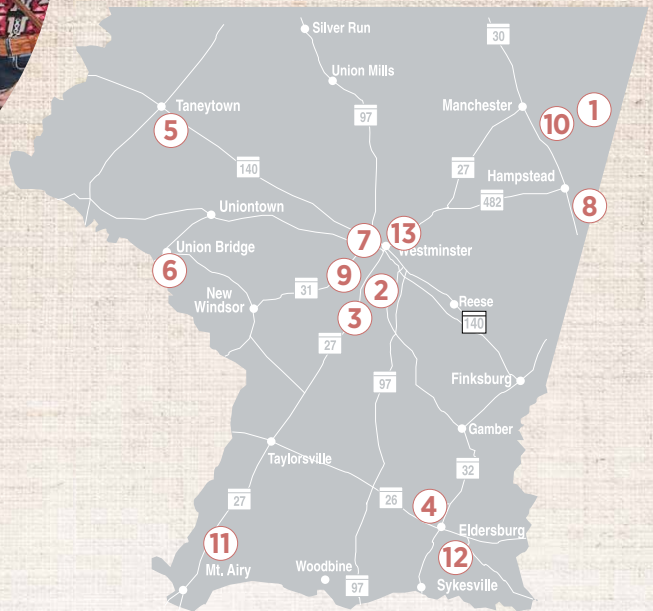 Silver Run
30
Union Mills
Taneytown
97
Manchester
1
10
5
140
27
Hampstead
482
8
Uniontown
7
13
Westminster
Union Bridge
6
9
2
New
Windsor
31
3
Reese
140
27
97
Finksburg
Gamber
Taylorsville
32
27
26
4
Eldersburg
11
12
Mt. Airy
Woodbine
97
Sykesville